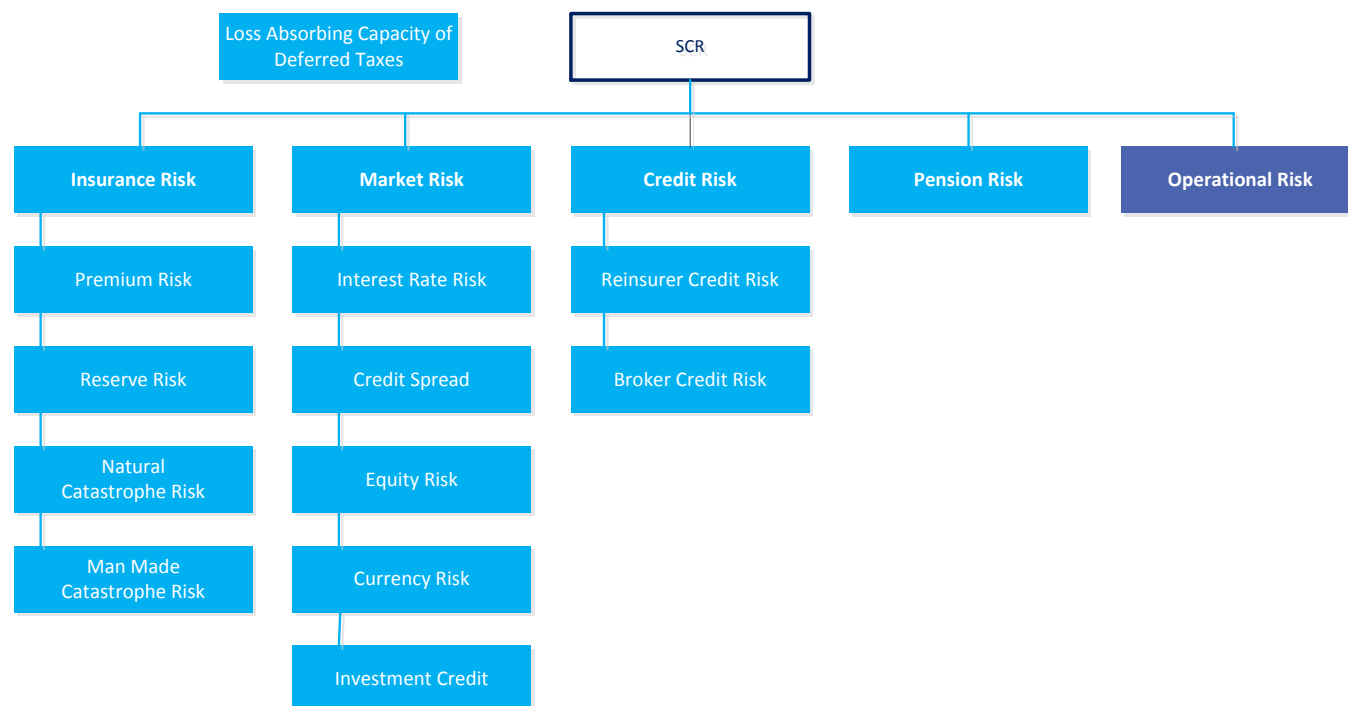 Loss Absorbing Capacity of
Deferred Taxes
SCR
Insurance Risk
Market Risk
Credit Risk
Pension Risk
Operational Risk
Premium Risk
Interest Rate Risk
Reinsurer Credit Risk
Reserve Risk
Credit Spread
Broker Credit Risk
Natural
Catastrophe Risk
Equity Risk
Man Made
Catastrophe Risk
Currency Risk
Investment Credit